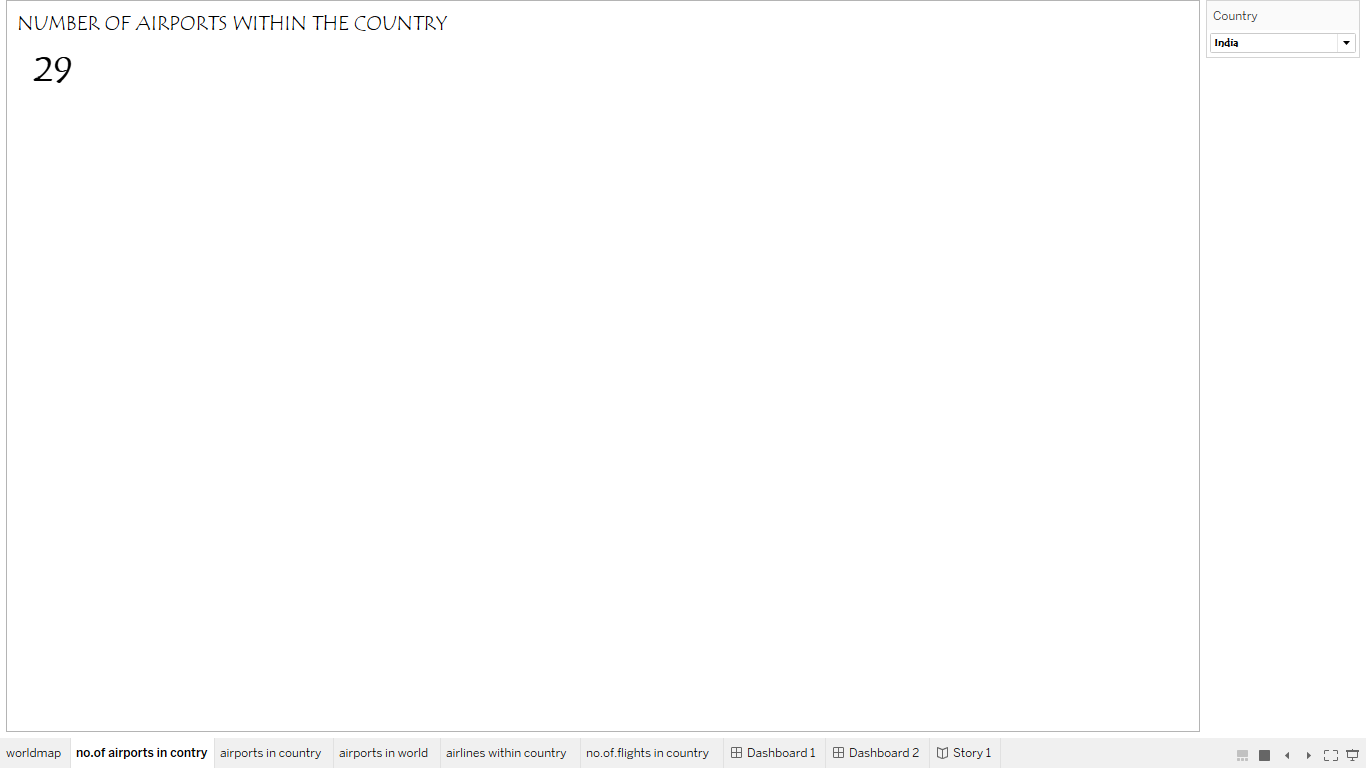 NUMBER OF AIRPORTS WITHIN THE COUNTRY
29
Country
India
worldmap
no.of airports in contry
airports in country
airports in world
airlines within country
no.of.flights in country
Dashboard 1
Dashboard 2
Story 1